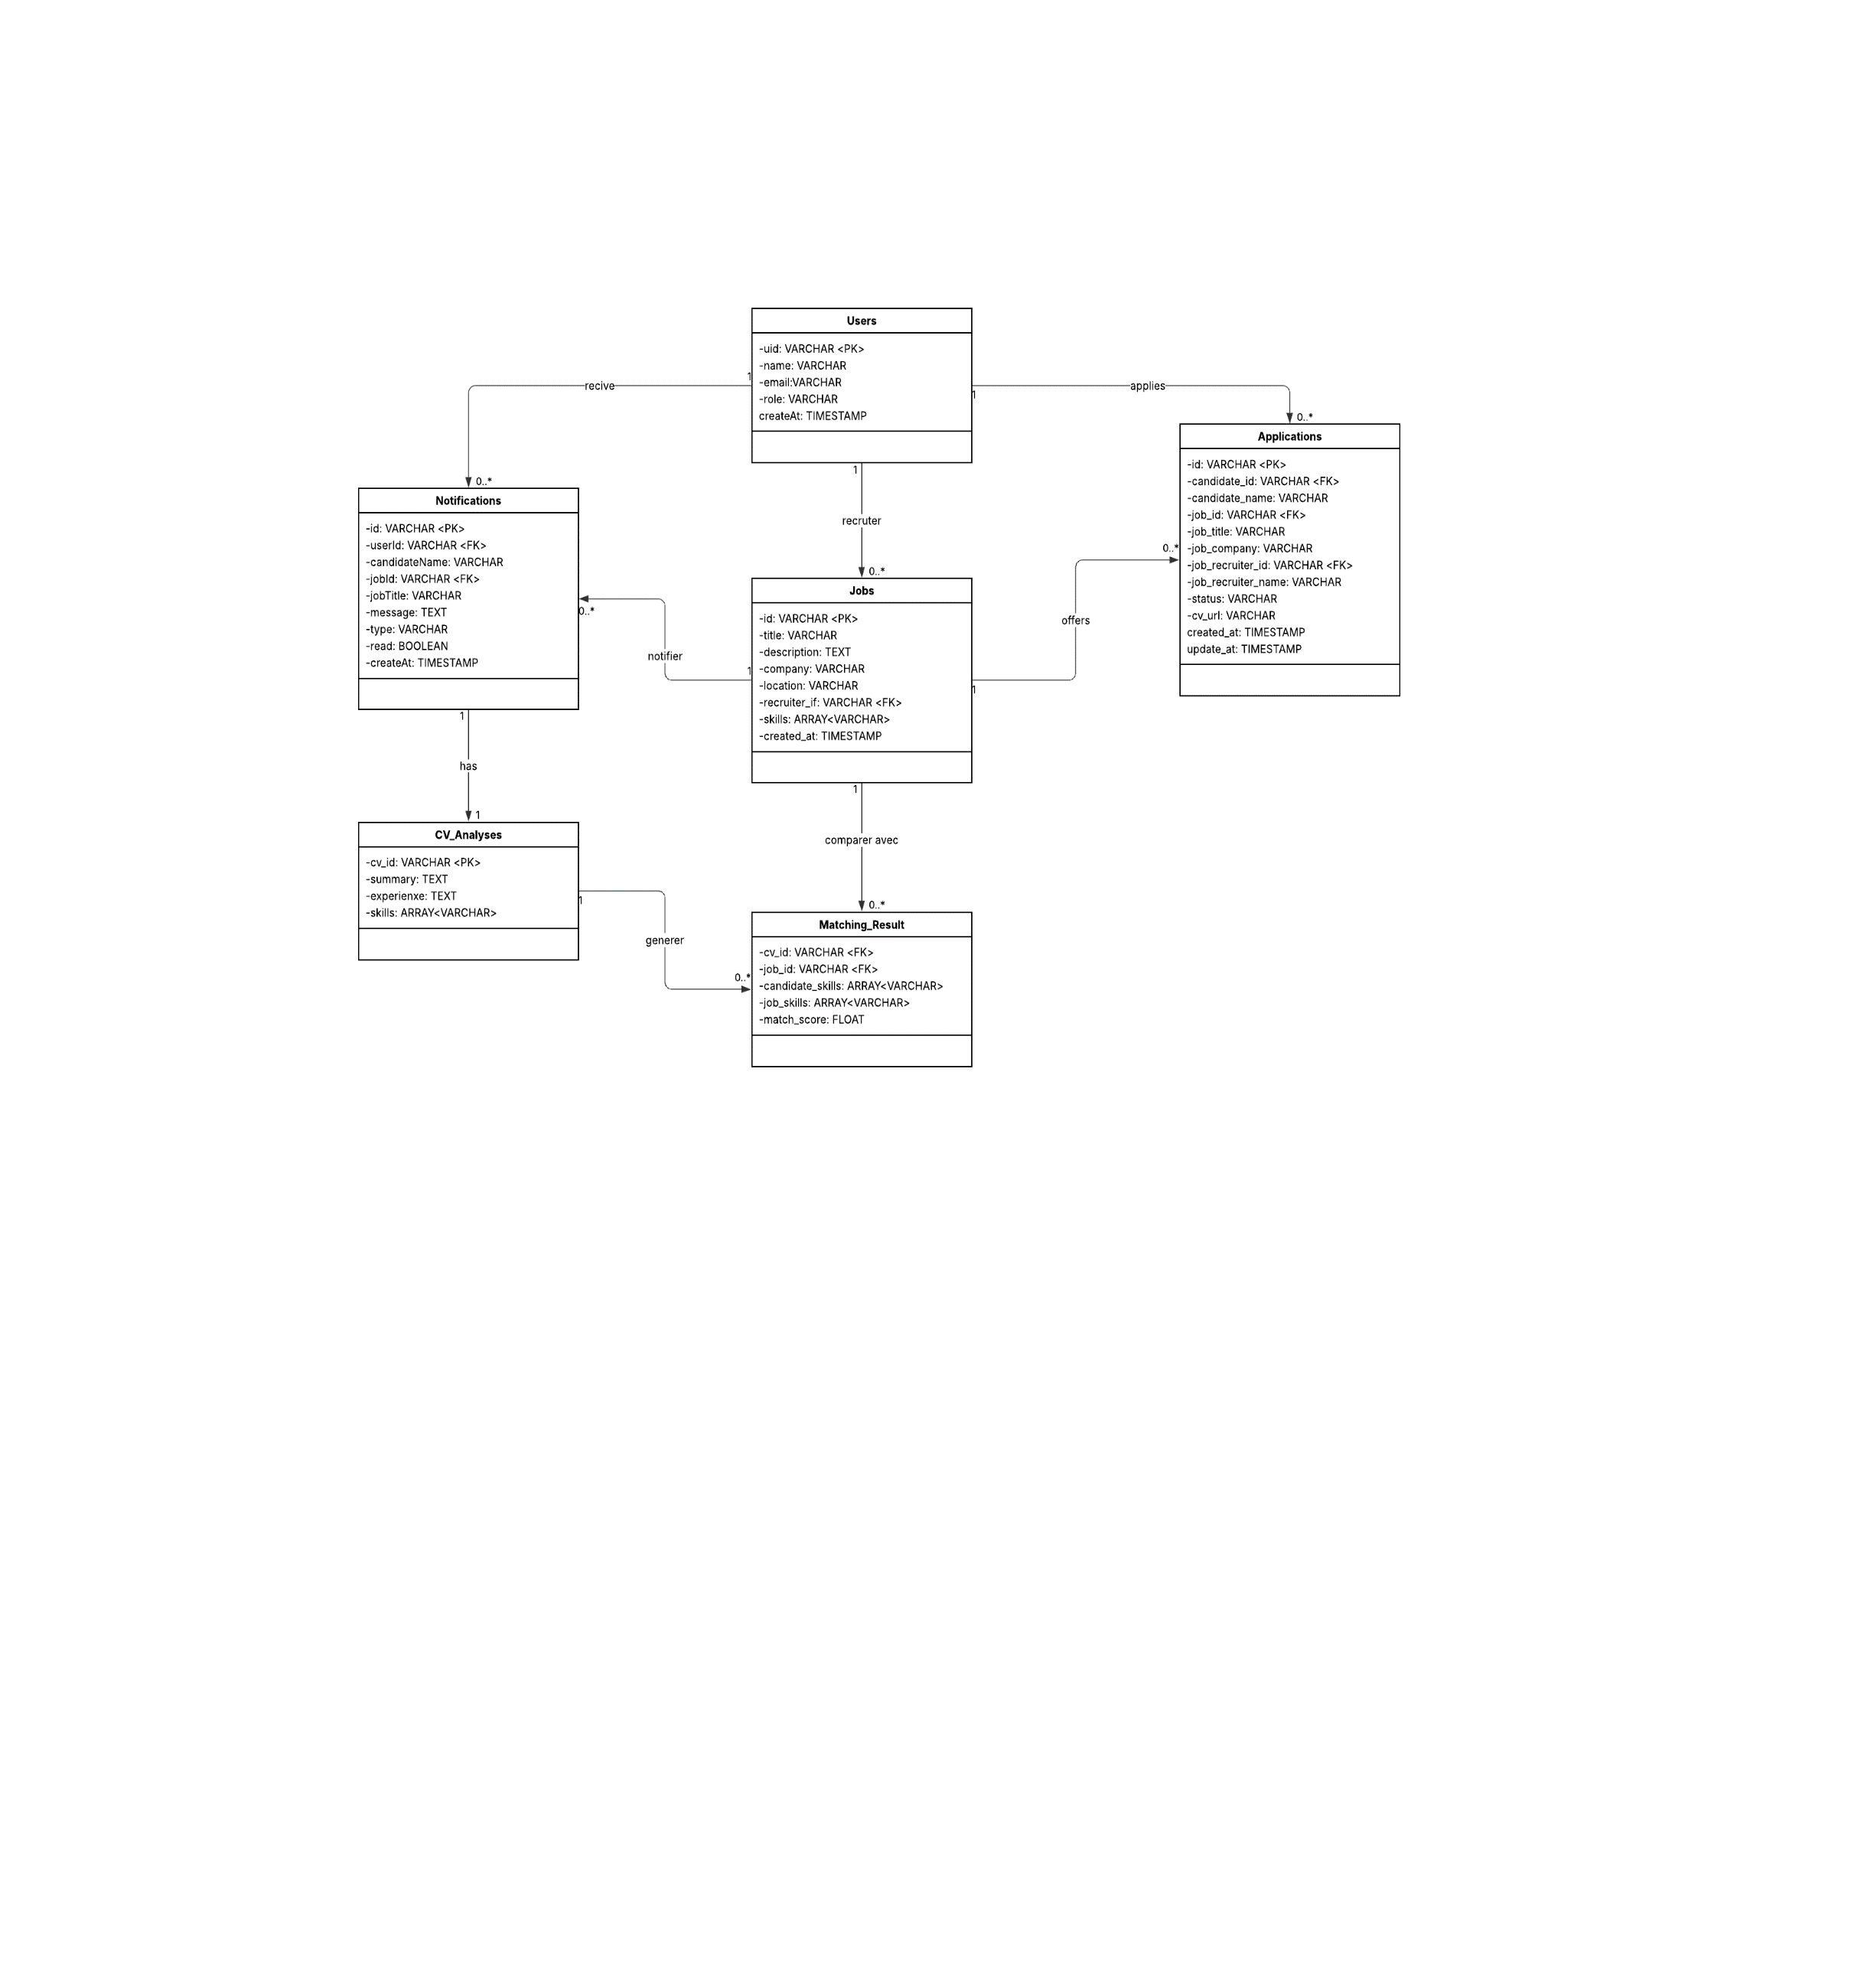 Users
-uid: VARCHAR <PK>
-name: VARCHAR
-email:VARCHAR
-role: VARCHAR
createAt: TIMESTAMP
1
recive
0..*
1
applies
0..*
1
recruter
0..*
Notifications
-id: VARCHAR <PK>
-userId: VARCHAR <FK>
-candidateName: VARCHAR
-jobId: VARCHAR <FK>
-jobTitle: VARCHAR
-message: TEXT
-type: VARCHAR
-read: BOOLEAN
-createAt: TIMESTAMP
Applications
-id: VARCHAR <PK>
-candidate_id: VARCHAR <FK>
-candidate_name: VARCHAR
-job_id: VARCHAR <FK>
-job_title: VARCHAR
-job_company: VARCHAR
-job_recruiter_id: VARCHAR <FK>
-job_recruiter_name: VARCHAR
-status: VARCHAR
-cv_url: VARCHAR
created_at: TIMESTAMP
update_at: TIMESTAMP
Jobs
-id: VARCHAR <PK>
-title: VARCHAR
-description: TEXT
-company: VARCHAR
-location: VARCHAR
-recruiter_if: VARCHAR <FK>
-skills: ARRAY<VARCHAR>
-created_at: TIMESTAMP
0..*
notifier
1
1
offers
0..*
1
has
1
1
comparer avec
0..*
CV_Analyses
-cv_id: VARCHAR <PK>
-summary: TEXT
-experienxe: TEXT
-skills: ARRAY<VARCHAR>
1
generer
0..*
Matching_Result
-cv_id: VARCHAR <FK>
-job_id: VARCHAR <FK>
-candidate_skills: ARRAY<VARCHAR>
-job_skills: ARRAY<VARCHAR>
-match_score: FLOAT